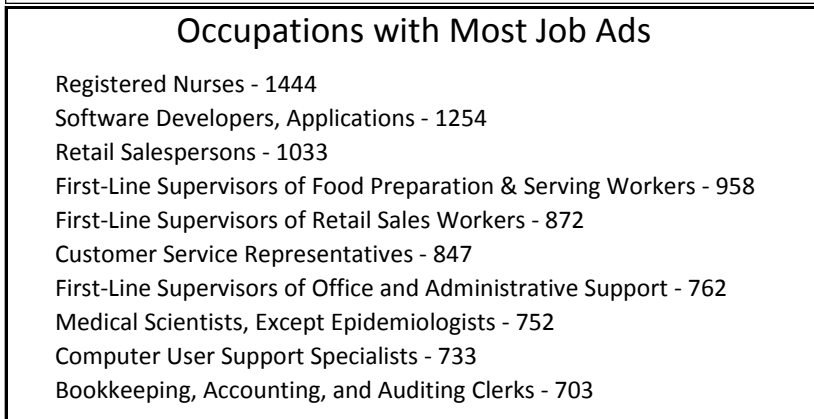 Occupations with Most Job Ads
Registered Nurses - 1444
Software Developers, Applications - 1254
Retail Salespersons - 1033
First-Line Supervisors of Food Preparation & Serving Workers - 958
First-Line Supervisors of Retail Sales Workers - 872
Customer Service Representatives - 847
First-Line Supervisors of Office and Administrative Support - 762
Medical Scientists, Except Epidemiologists - 752
Computer User Support Specialists - 733
Bookkeeping, Accounting, and Auditing Clerks - 703